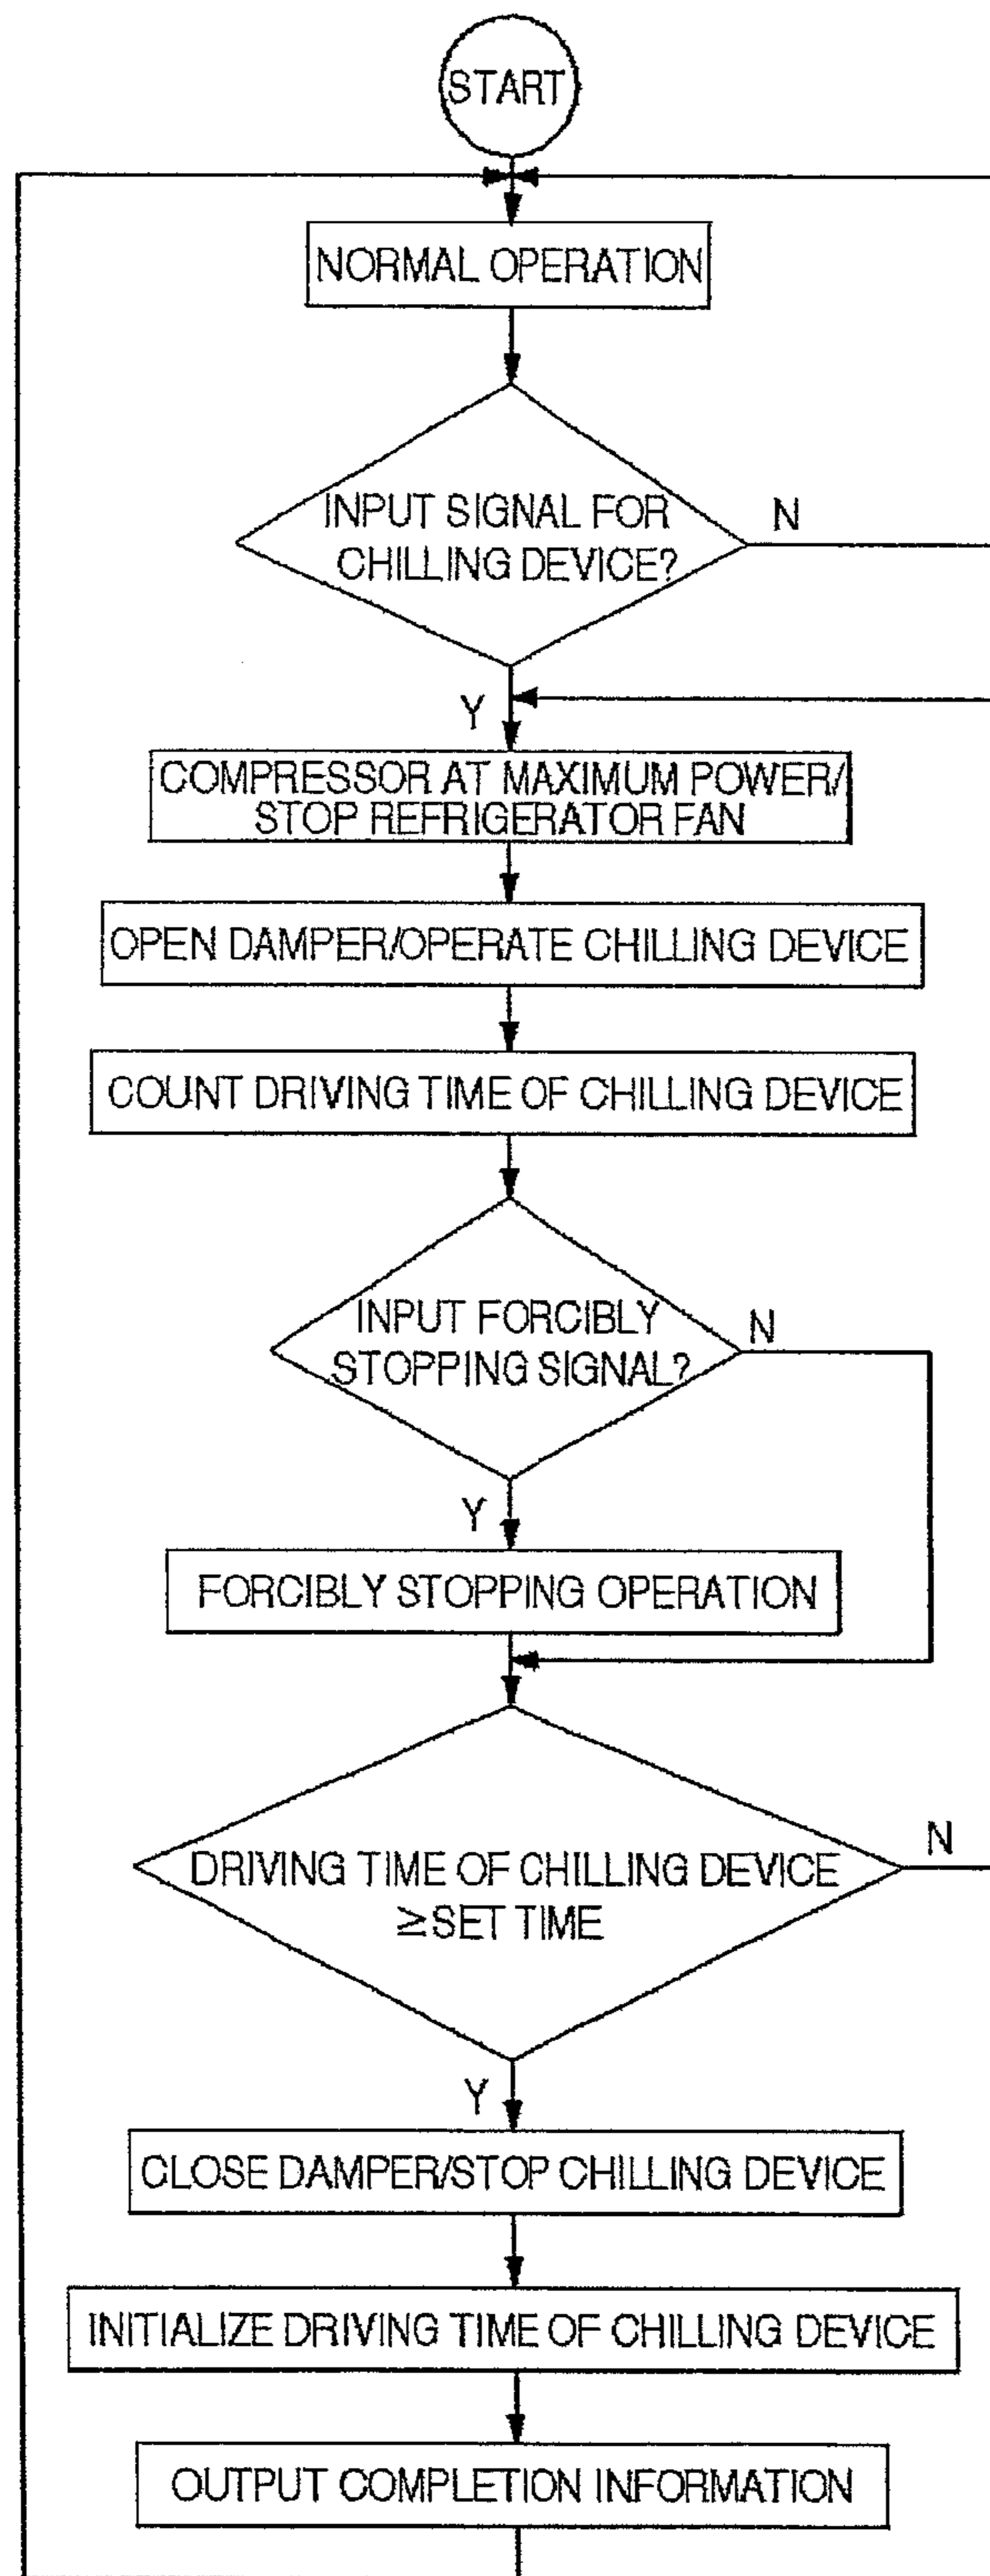 START
NORMAL OPERATION
INPUT SIGNAL FOR
CHILLING DEVICE?
N
Y
COMPRESSOR AT MAXIMUM POWER/
STOP REFRIGERATOR FAN
OPEN DAMPER/OPERATE CHILLING DEVICE
COUNT DRIVING TIME OF CHILLING DEVICE
INPUT FORCIBLY
STOPPING SIGNAL?
N
Y
FORCIBLY STOPPING OPERATION
DRIVING TIME OF CHILLING DEVICE
≧SET TIME
N
Y
CLOSE DAMPER/STOP CHILLING DEVICE
INITIALIZE DRIVING TIME OF CHILLING DEVICE
OUTPUT COMPLETION INFORMATION